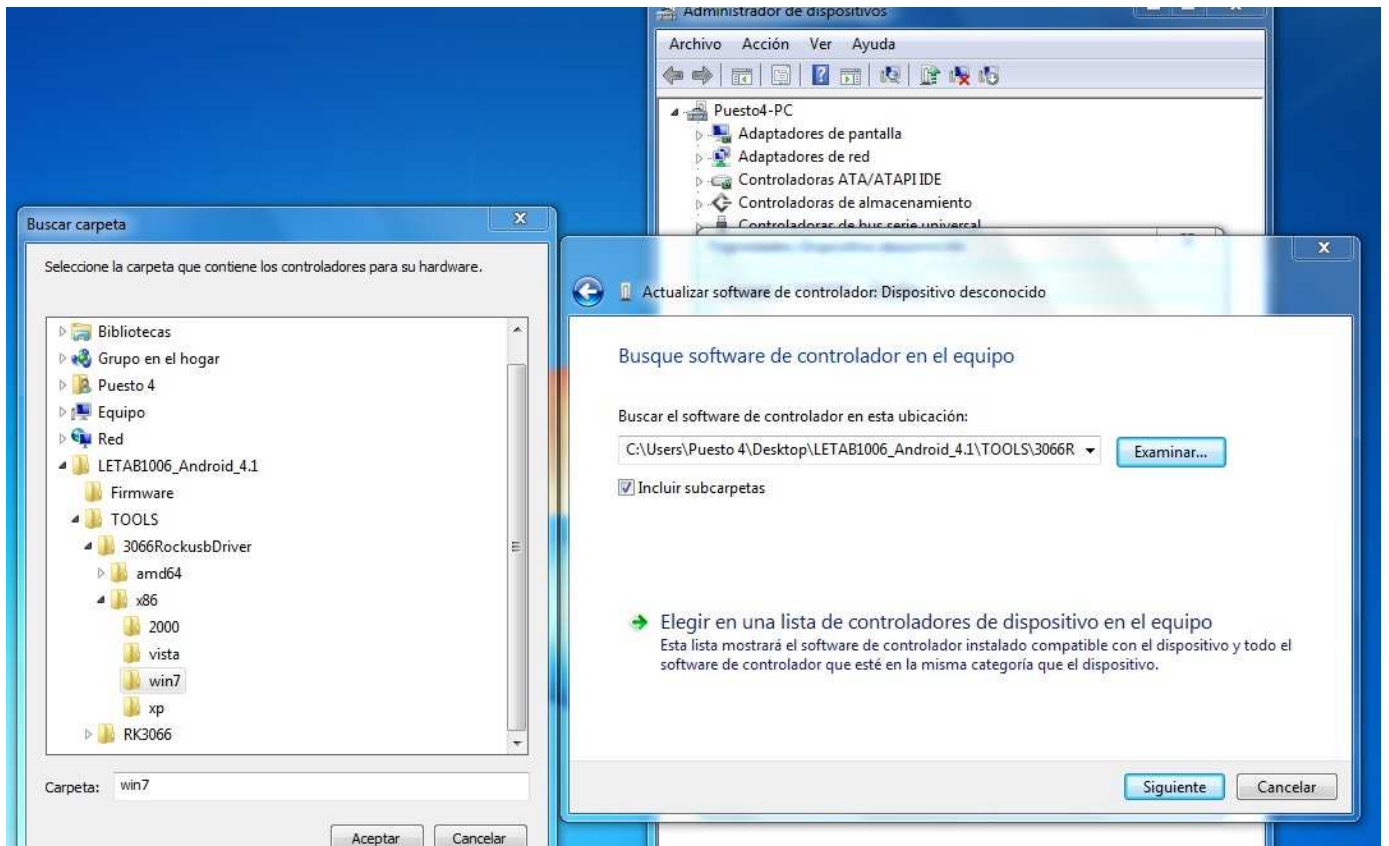 Administrador de dispositivos
Archivo Acción Ver Ayuda
Puesto4-PC
Adaptadores de pantalla
Adaptadores de red
Controladoras ATA/ATAPI IDE
Controladoras de almacenamiento
Controladoras de bus serie universal
Buscar carpeta
Seleccione la carpeta que contiene los controladores para su hardware.
Bibliotecas
Grupo en el hogar
Puesto 4
Equipo
Red
LETAB1006_Android_4.1
Firmware
TOOLS
3066RockusbDriver
amd64
x86
2000
vista
win7
xp
RK3066
Carpeta: win7
Aceptar Cancelar
Actualizar software de controlador: Dispositivo desconocido
Busque software de controlador en el equipo
Buscar el software de controlador en esta ubicación:
C:\Users\Puesto 4\Desktop\LETAB1006_Android_4.1\TOOLS\3066R Examinar...
Incluir subcarpetas
Elegir en una lista de controladores de dispositivo en el equipo
Esta lista mostrará el software de controlador instalado compatible con el dispositivo y todo el
software de controlador que esté en la misma categoría que el dispositivo.
Siguiente Cancelar